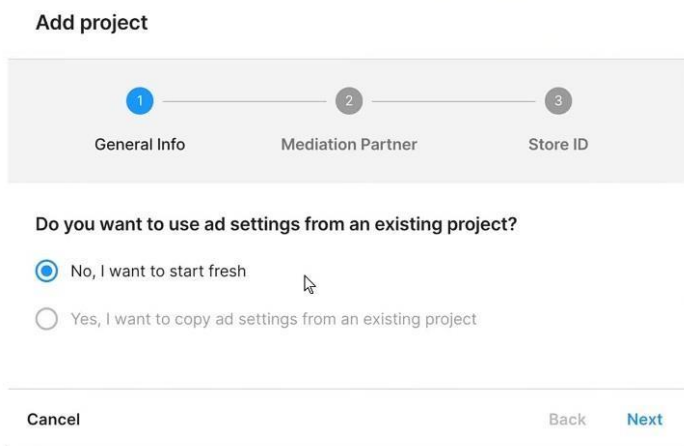 Add project
1 2 3
General Info Mediation Partner Store ID
Do you want to use ad settings from an existing project?
No, I want to start fresh
Yes, I want to copy ad settings from an existing project
Cancel Back Next